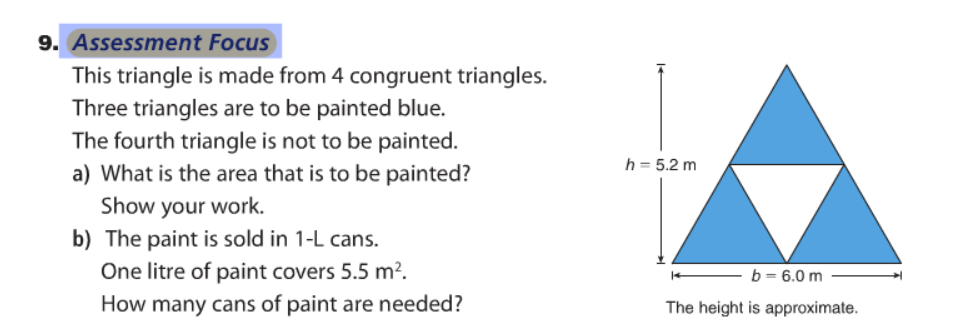 9. Assessment Focus
This triangle is made from 4 congruent triangles.
Three triangles are to be painted blue.
The fourth triangle is not to be painted.
a) What is the area that is to be painted?
Show your work.
b) The paint is sold in 1-L cans.
One litre of paint covers 5.5 m².
How many cans of paint are needed?
h = 5.2 m
b = 6.0 m
The height is approximate.